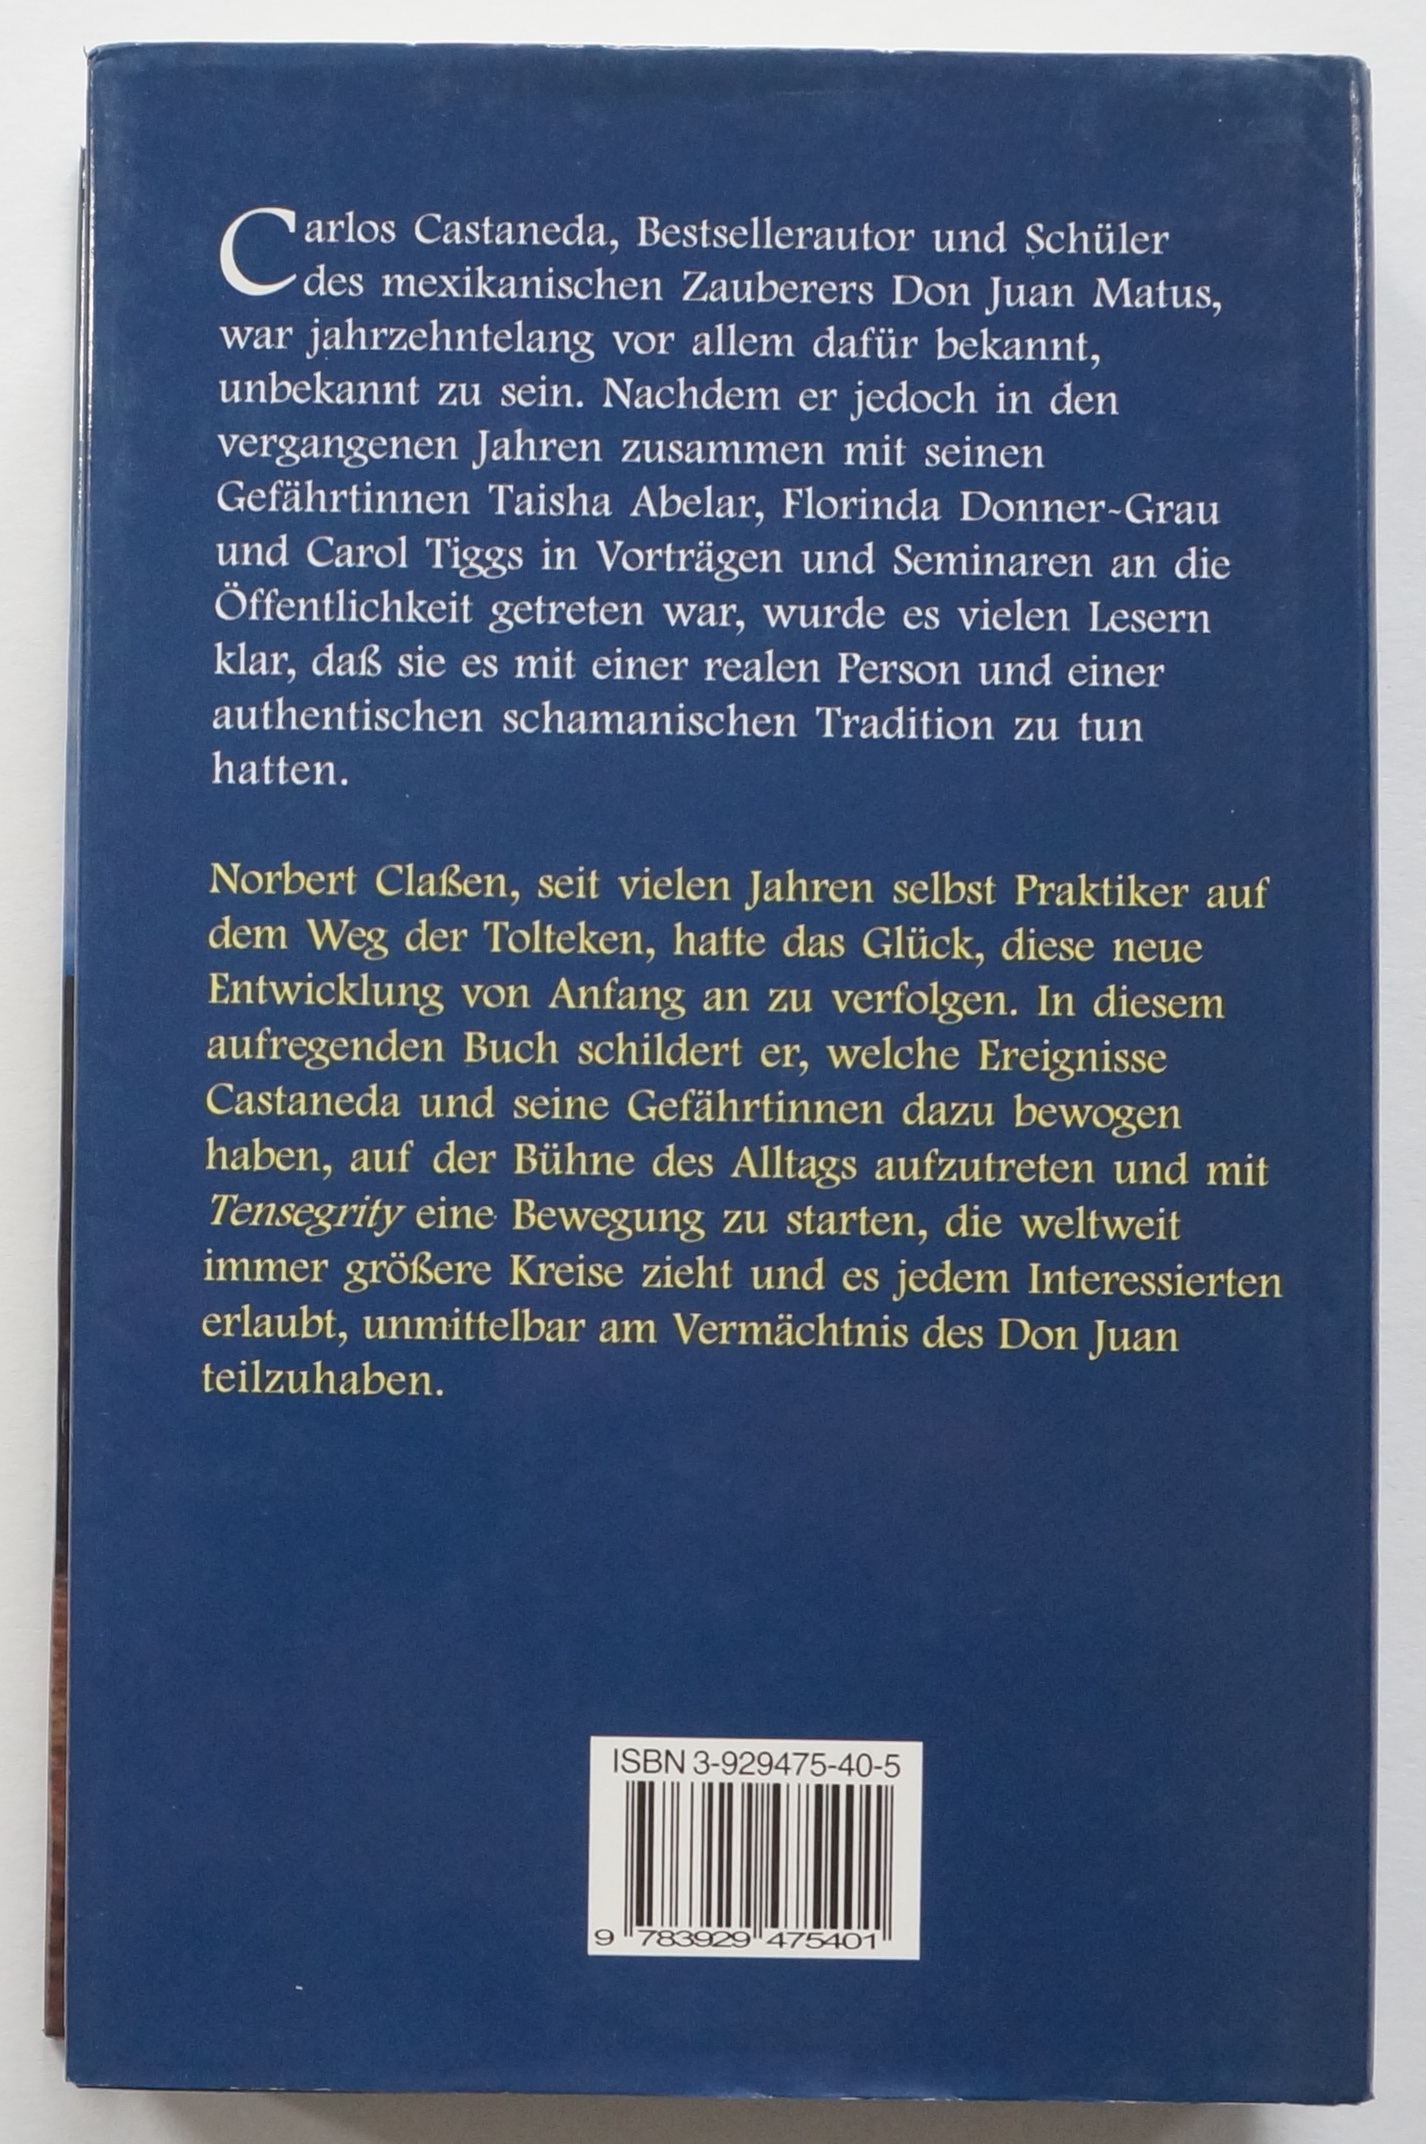 Carlos Castaneda, Bestsellerautor und Schüler
des mexikanischen Zauberers Don Juan Matus,
war jahrzehntelang vor allem dafür bekannt,
unbekannt zu sein. Nachdem er jedoch in den
vergangenen Jahren zusammen mit seinen
Gefährtinnen Taisha Abelar, Florinda Donner-Grau
und Carol Tiggs in Vorträgen und Seminaren an die
Öffentlichkeit getreten war, wurde es vielen Lesern
klar, daß sie es mit einer realen Person und einer
authentischen schamanischen Tradition zu tun
hatten.
Norbert Claßen, seit vielen Jahren selbst Praktiker auf
dem Weg der Tolteken, hatte das Glück, diese neue
Entwicklung von Anfang an zu verfolgen. In diesem
aufregenden Buch schildert er, welche Ereignisse
Castaneda und seine Gefährtinnen dazu bewogen
haben, auf der Bühne des Alltags aufzutreten und mit
Tensegrity eine Bewegung zu starten, die weltweit
immer größere Kreise zieht und es jedem Interessierten
erlaubt, unmittelbar am Vermächtnis des Don Juan
teilzuhaben.
ISBN 3-929475-40-5
9 783929 475401